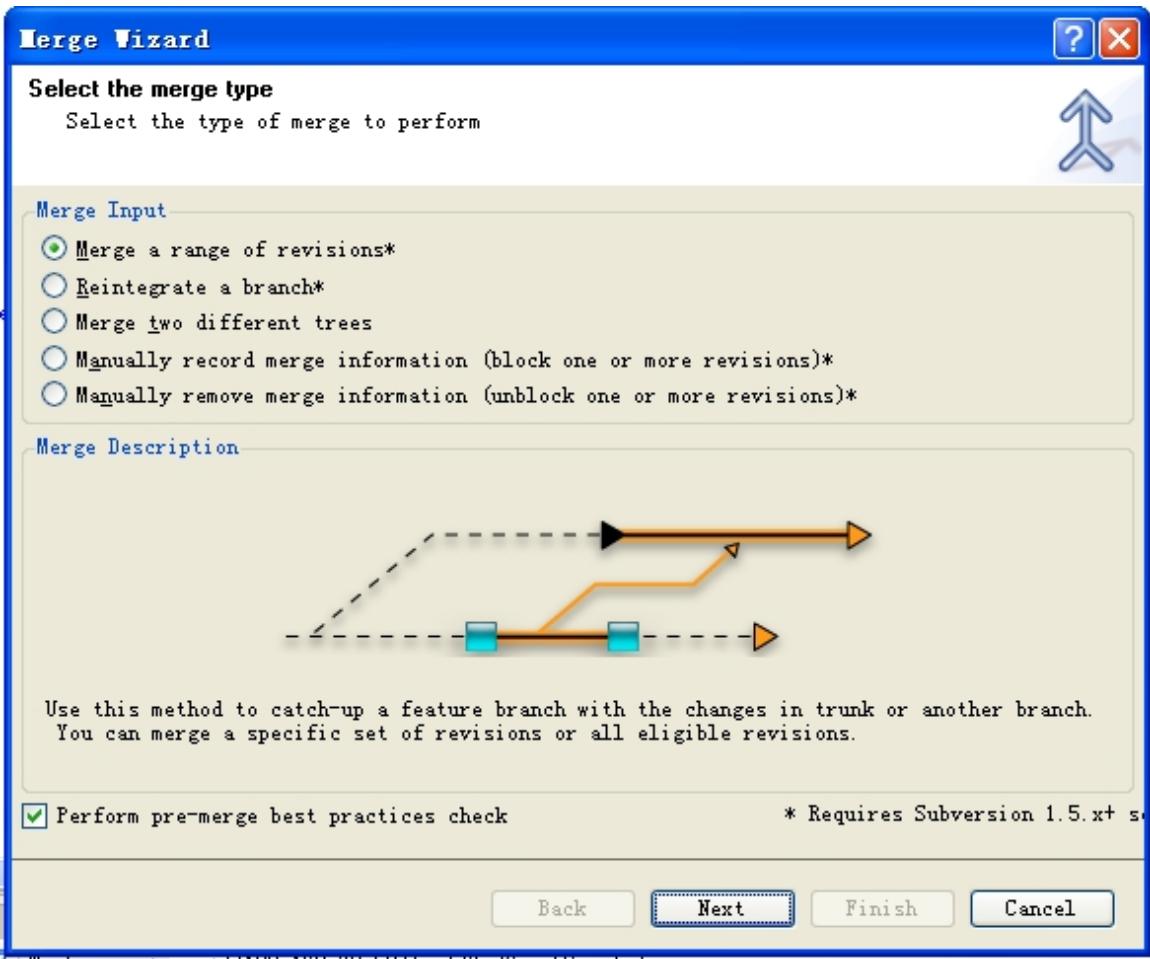 Merge Wizard
?
Select the merge type
Select the type of merge to perform
Merge Input
Merge a range of revisions*
Reintegrate a branch*
Merge two different trees
Manually record merge information (block one or more revisions)*
Manually remove merge information (unblock one or more revisions)*
Merge Description
Use this method to catch-up a feature branch with the changes in trunk or another branch.
You can merge a specific set of revisions or all eligible revisions.
Perform pre-merge best practices check * Requires Subversion 1.5.x+
Back Next Finish Cancel